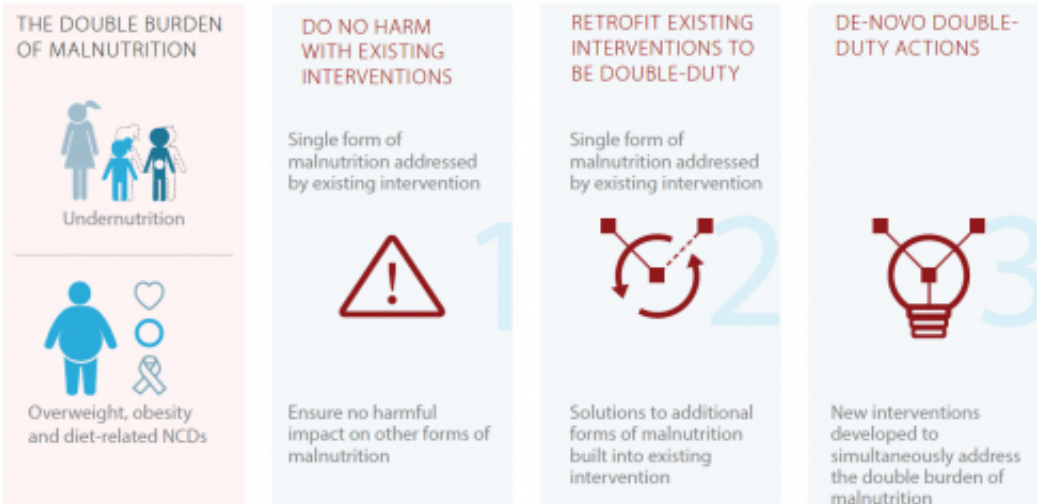 THE DOUBLE BURDEN
OF MALNUTRITION
Undernutrition
Overweight, obesity
and diet-related NCDs
DO NO HARM
WITH EXISTING
INTERVENTIONS
Single form of
malnutrition addressed
by existing intervention
1
Ensure no harmful
impact on other forms of
malnutrition
RETROFIT EXISTING
INTERVENTIONS TO
BE DOUBLE-DUTY
Single form of
malnutrition addressed
by existing intervention
2
Solutions to additional
forms of malnutrition
built into existing
intervention
DE-NOVO DOUBLE-
DUTY ACTIONS
3
New interventions
developed to
simultaneously address
the double burden of
malnutrition